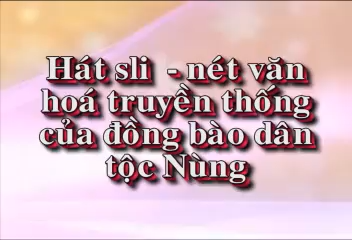 Hát sli - nét văn
hoá truyền thống
của đồng bào dân
tộc Nùng